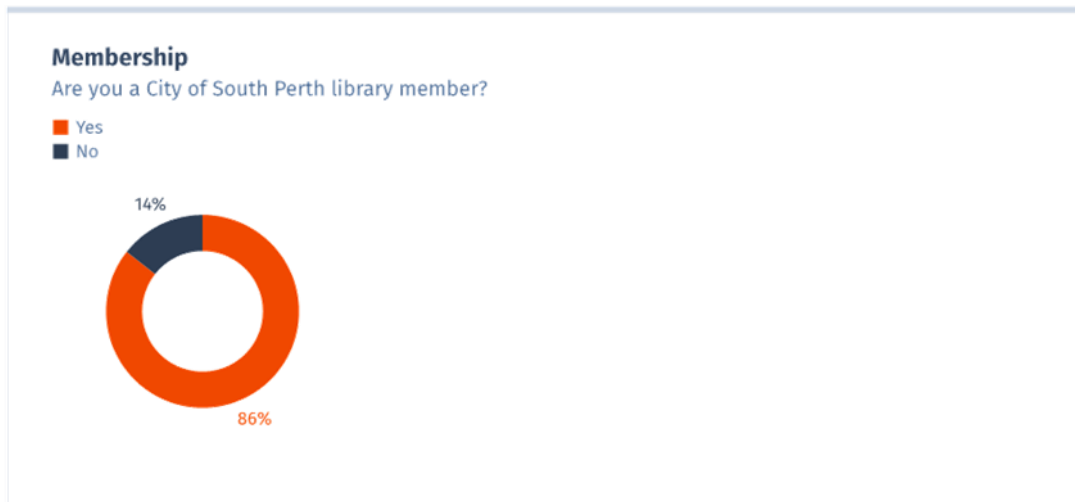 Membership
Are you a City of South Perth library member?
Yes
No
14%
86%